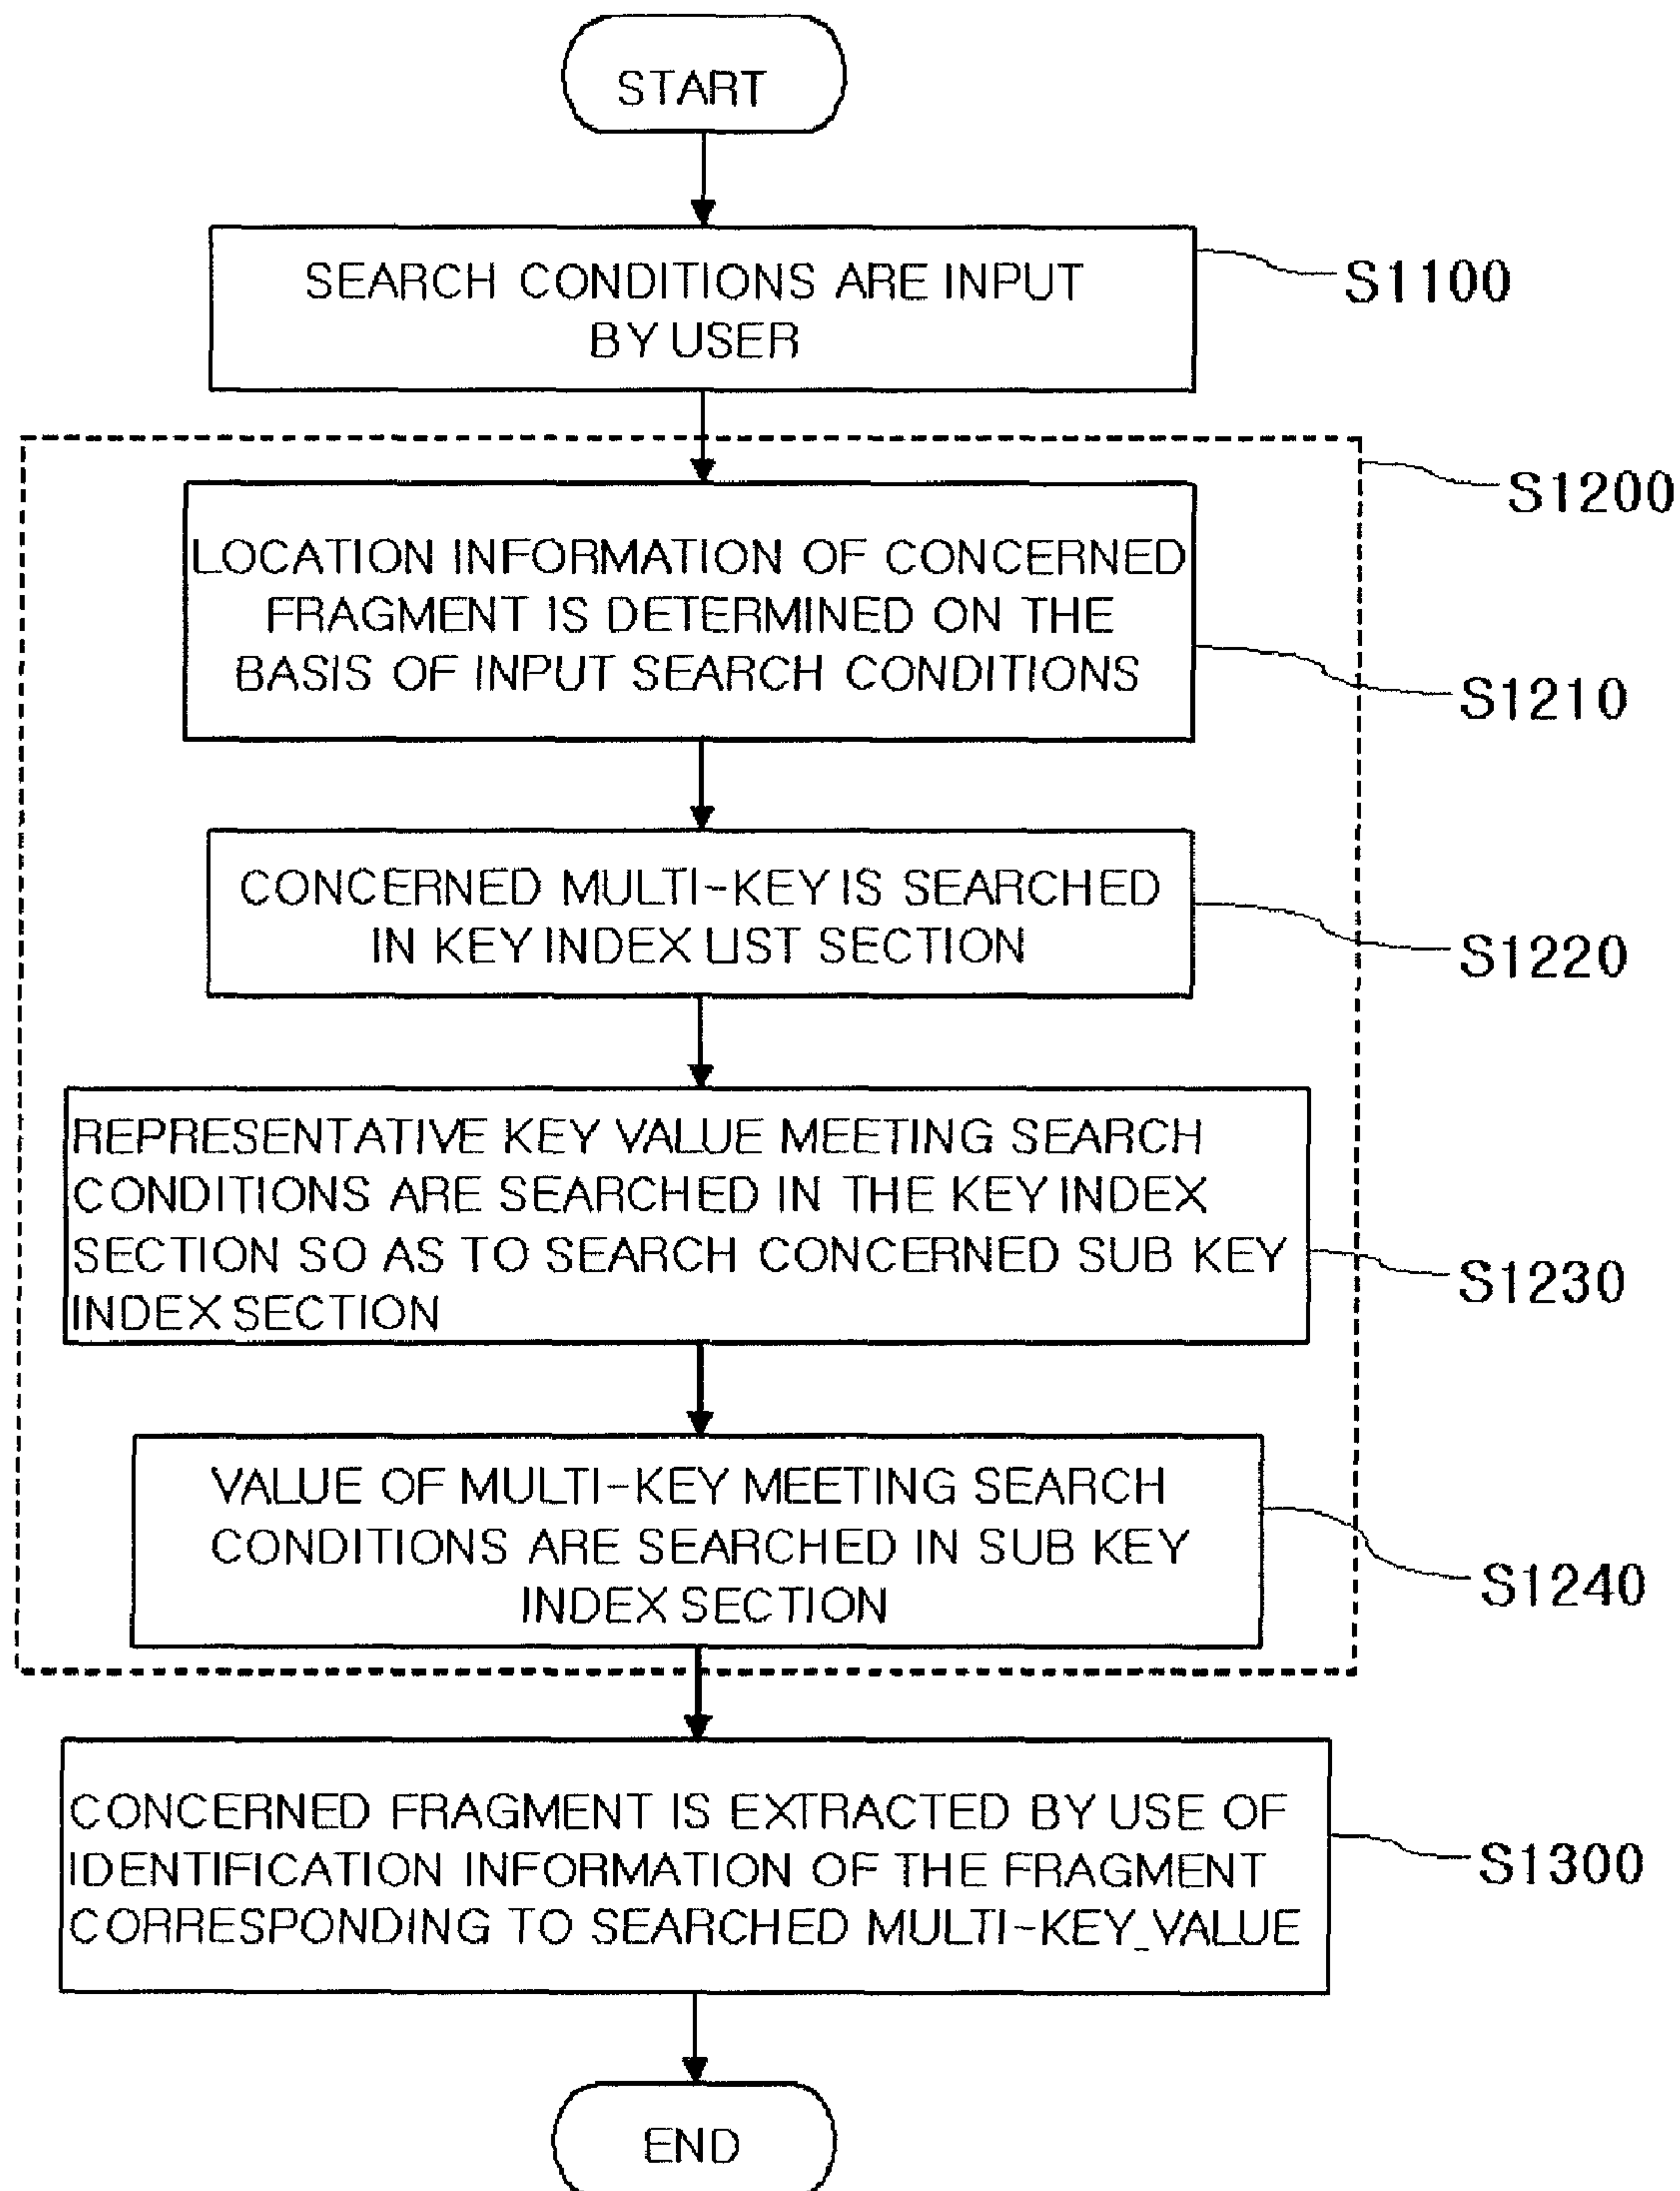 START
SEARCH CONDITIONS ARE INPUT
BY USER
S1100
S1200
LOCATION INFORMATION OF CONCERNED
FRAGMENT IS DETERMINED ON THE
BASIS OF INPUT SEARCH CONDITIONS
S1210
CONCERNED MULTI-KEY IS SEARCHED
IN KEY INDEX LIST SECTION
S1220
REPRESENTATIVE KEY VALUE MEETING SEARCH
CONDITIONS ARE SEARCHED IN THE KEY INDEX
SECTION SO AS TO SEARCH CONCERNED SUB KEY
INDEX SECTION
S1230
VALUE OF MULTI-KEY MEETING SEARCH
CONDITIONS ARE SEARCHED IN SUB KEY
INDEX SECTION
S1240
CONCERNED FRAGMENT IS EXTRACTED BY USE OF
IDENTIFICATION INFORMATION OF THE FRAGMENT
CORRESPONDING TO SEARCHED MULTI-KEY_VALUE
S1300
END